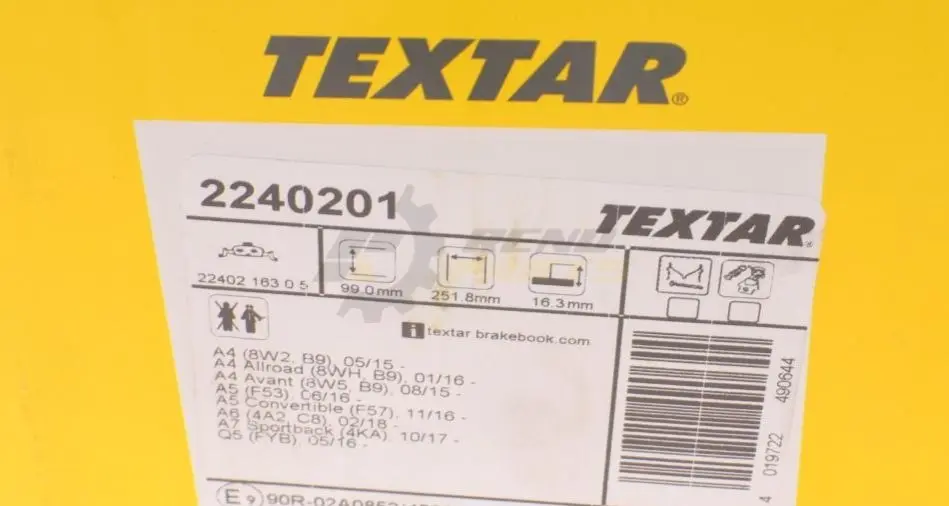 TEXTAR®
2240201
TEXTAR®
22402 163 0 5
99.0mm
251.8mm
16.3mm
i textar brakebook.com
A4 (8W2, B9), 05/15 -
A4 Allroad (8WH, B9), 01/16 -
A4 Avant (8W5, B9), 08/15 -
A5 (F53), 06/16 -
A5 Convertible (F57), 11/16 -
A6 (4A2, C8), 02/18 -
A7 Sportback (4KA), 10/17 -
Q5 (FYB), 05/16 -
4 019722 490644
E9